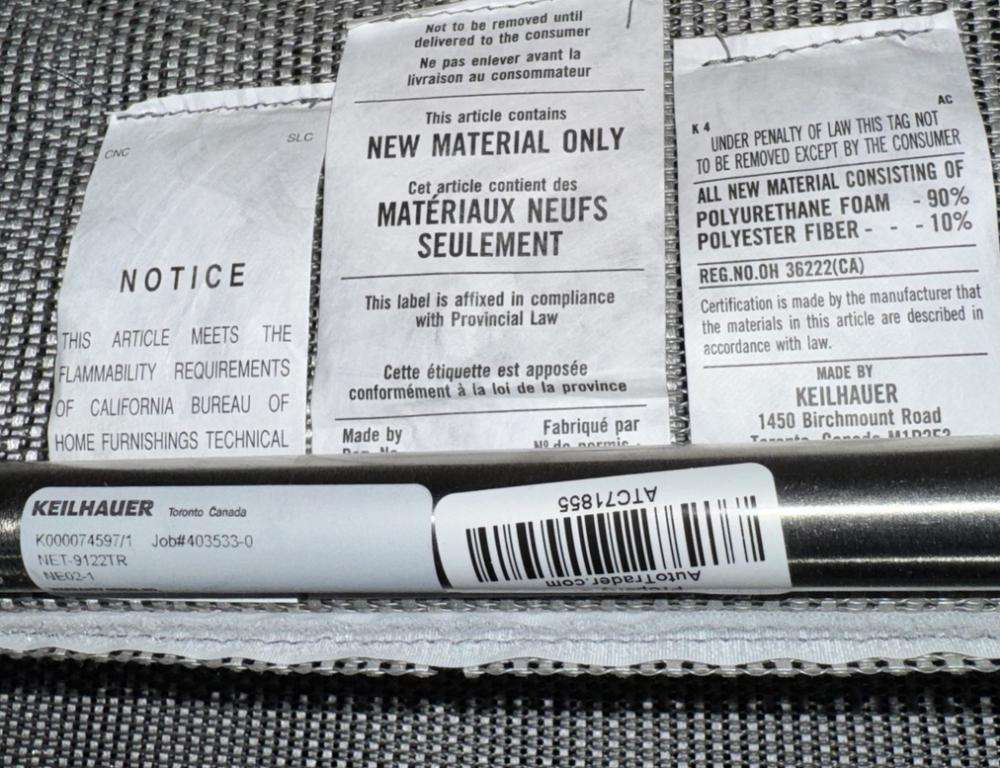 CNC SLC
NOTICE
THIS ARTICLE MEETS THE
FLAMMABILITY REQUIREMENTS
OF CALIFORNIA BUREAU OF
HOME FURNISHINGS TECHNICAL
Not to be removed until
delivered to the consumer
Ne pas enlever avant la
livraison au consommateur
This article contains
NEW MATERIAL ONLY
Cet article contient des
MATÉRIAUX NEUFS
SEULEMENT
This label is affixed in compliance
with Provincial Law
Cette étiquette est apposée
conformément à la loi de la province
Made by Fabriqué par
AC
K 4
UNDER PENALTY OF LAW THIS TAG NOT
TO BE REMOVED EXCEPT BY THE CONSUMER
ALL NEW MATERIAL CONSISTING OF
POLYURETHANE FOAM - 90%
POLYESTER FIBER - - - 10%
REG.NO.OH 36222(CA)
Certification is made by the manufacturer that
the materials in this article are described in
accordance with law.
MADE BY
KEILHAUER
1450 Birchmount Road
KEILHAUER Toronto Canada
K000074597/1 Job#403533-0
NET-9122TR
NE02-1
AutoTrader.com
ATC71855